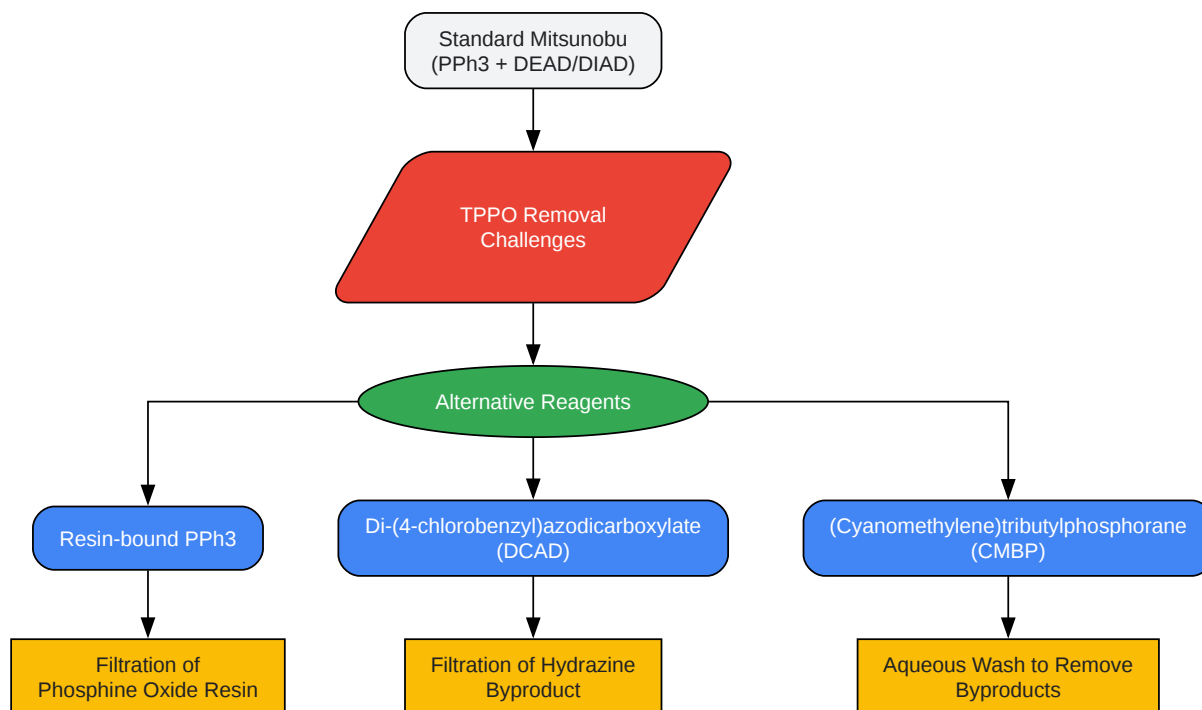 Standard Mitsunobu
(PPh3 + DEAD/DIAD)
TPPO Removal
Challenges
Alternative Reagents
Resin-bound PPh3
Di-(4-chlorobenzyl)azodicarboxylate
(DCAD)
(Cyanomethylene)tributylphosphorane
(CMBP)
Filtration of
Phosphine Oxide Resin
Filtration of Hydrazine
Byproduct
Aqueous Wash to Remove
Byproducts